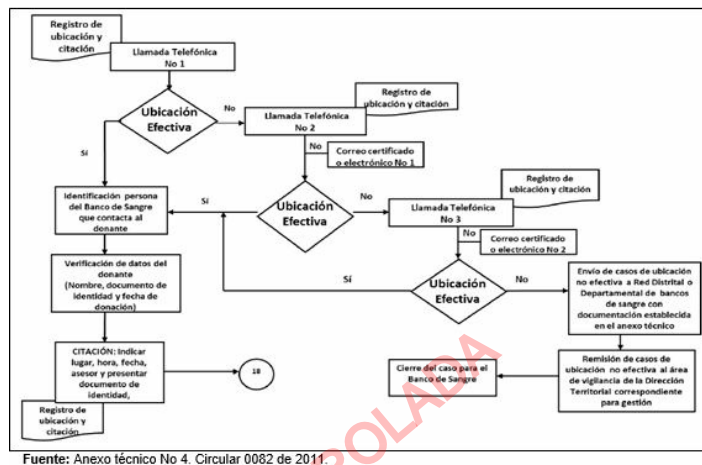 Registro de
ubicación y
citación
Llamada Telefónica
No 1
Ubicación
Efectiva
No
Llamada Telefónica
No 2
Registro de
ubicación y citación
Sí
No
Correo certificado
o electrónico No 1
Identificación persona
del Banco de Sangre
que contacta al
donante
Sí
Ubicación
Efectiva
No
Llamada Telefónica
No 3
Registro de
ubicación y citación
No
Correo certificado
o electrónico No 2
Verificación de datos del
donante
(Nombre, documento de
identidad y fecha de
donación)
Sí
Ubicación
Efectiva
No
Envío de casos de ubicación
no efectiva a Red Distrital o
Departamental de bancos
de sangre con
documentación establecida
en el anexo técnico
CITACIÓN: Indicar
lugar, hora, fecha,
asesor y presentar
documento de
identidad,
Cierre del caso para el
Banco de Sangre
Remisión de casos de
ubicación no efectiva al área
de vigilancia de la Dirección
Territorial correspondiente
para gestión
Registro de
ubicación y
citación
Fuente: Anexo técnico No 4. Circular 0082 de 2011.
ROLADA